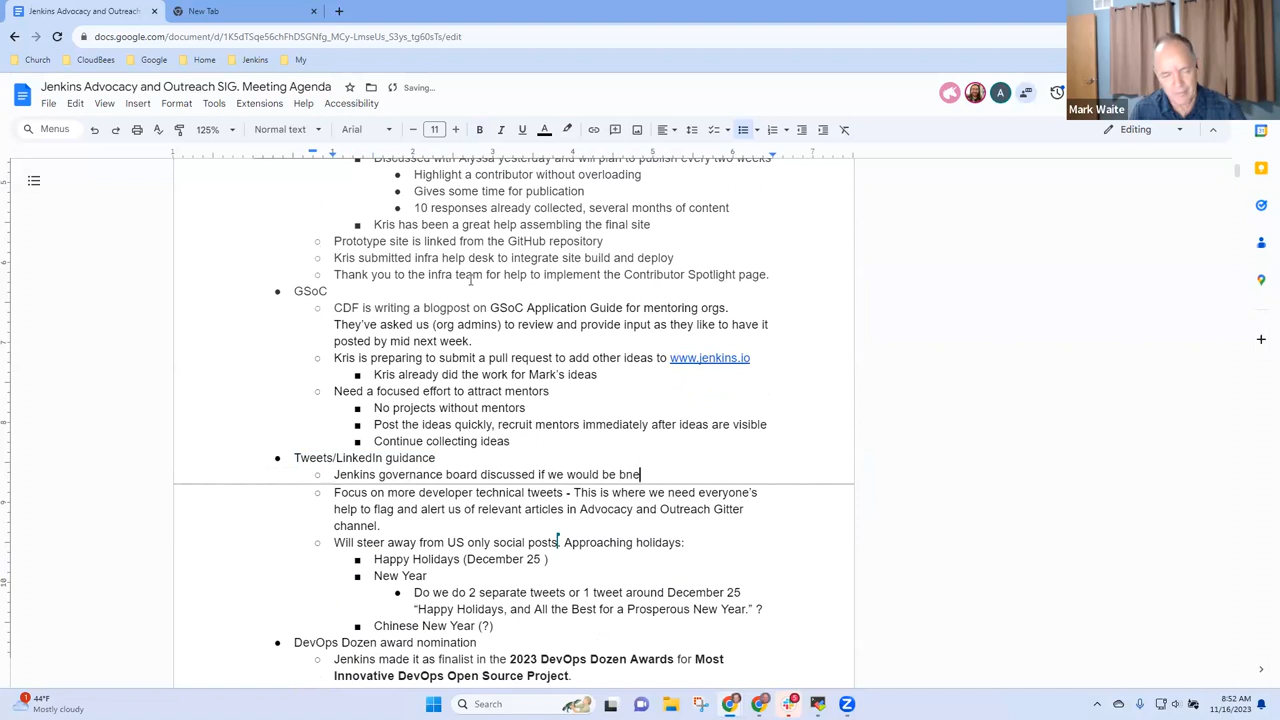 Jenkins Advocacy and Outreach
New Tab
docs.google.com/document/d/1K5dTSqe56chFhDSGNfg_MCy-LmseUs_S3ys_tg60sTs/edit
Church
CloudBees
Google
Home
Jenkins
My
Jenkins Advocacy and Outreach SIG. Meeting Agenda
Saving...
File Edit View Insert Format Tools Extensions Help Accessibility
A
Mark Waite
Menus
125%
Normal text
Arial
11
Editing
1 1 2 3 4 5 6 7
Discussed with Alyssa yesterday and will plan to publish every two weeks
Highlight a contributor without overloading
Gives some time for publication
10 responses already collected, several months of content
Kris has been a great help assembling the final site
Prototype site is linked from the GitHub repository
Kris submitted infra help desk to integrate site build and deploy
Thank you to the infra team for help to implement the Contributor Spotlight page.
GSoC
CDF is writing a blogpost on GSoC Application Guide for mentoring orgs.
They've asked us (org admins) to review and provide input as they like to have it
posted by mid next week.
Kris is preparing to submit a pull request to add other ideas to www.jenkins.io
Kris already did the work for Mark's ideas
Need a focused effort to attract mentors
No projects without mentors
Post the ideas quickly, recruit mentors immediately after ideas are visible
Continue collecting ideas
Tweets/LinkedIn guidance
Jenkins governance board discussed if we would be bne
Focus on more developer technical tweets - This is where we need everyone's
help to flag and alert us of relevant articles in Advocacy and Outreach Gitter
channel.
Will steer away from US only social posts. Approaching holidays:
Happy Holidays (December 25 )
New Year
Do we do 2 separate tweets or 1 tweet around December 25
“Happy Holidays, and All the Best for a Prosperous New Year.” ?
Chinese New Year (?)
DevOps Dozen award nomination
Jenkins made it as finalist in the 2023 DevOps Dozen Awards for Most
Innovative DevOps Open Source Project.
44°F
Mostly cloudy
Search
5
8:52 AM
11/16/2023